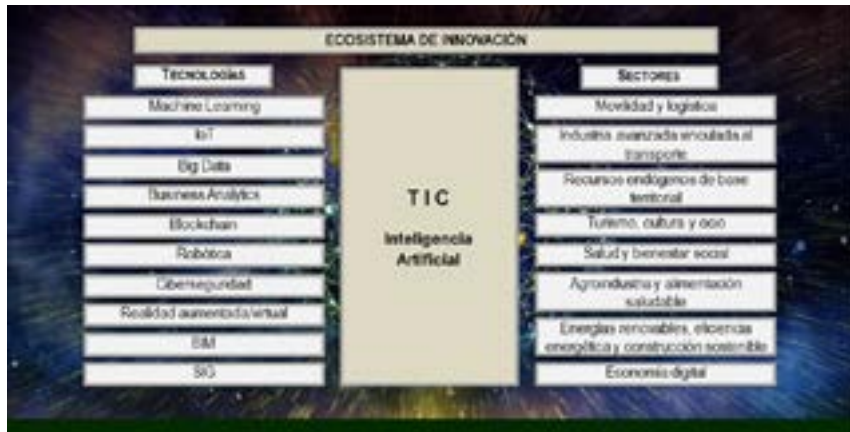 ECOSISTEMA DE INNOVACIÓN
TECNOLOGÍAS
Machine Learning
IoT
Big Data
Business Analytics
Blockchain
Robótica
Ciberseguridad
Realidad aumentada/virtual
BIM
SIG
TIC
Inteligencia
Artificial
SECTORES
Movilidad y logística
Industria avanzada vinculada al
transporte
Recursos endógenos de base
territorial
Turismo, cultura y ocio
Salud y bienestar social
Agroindustria y alimentación
saludable
Energías renovables, eficiencia
energética y construcción sostenible
Economía digital